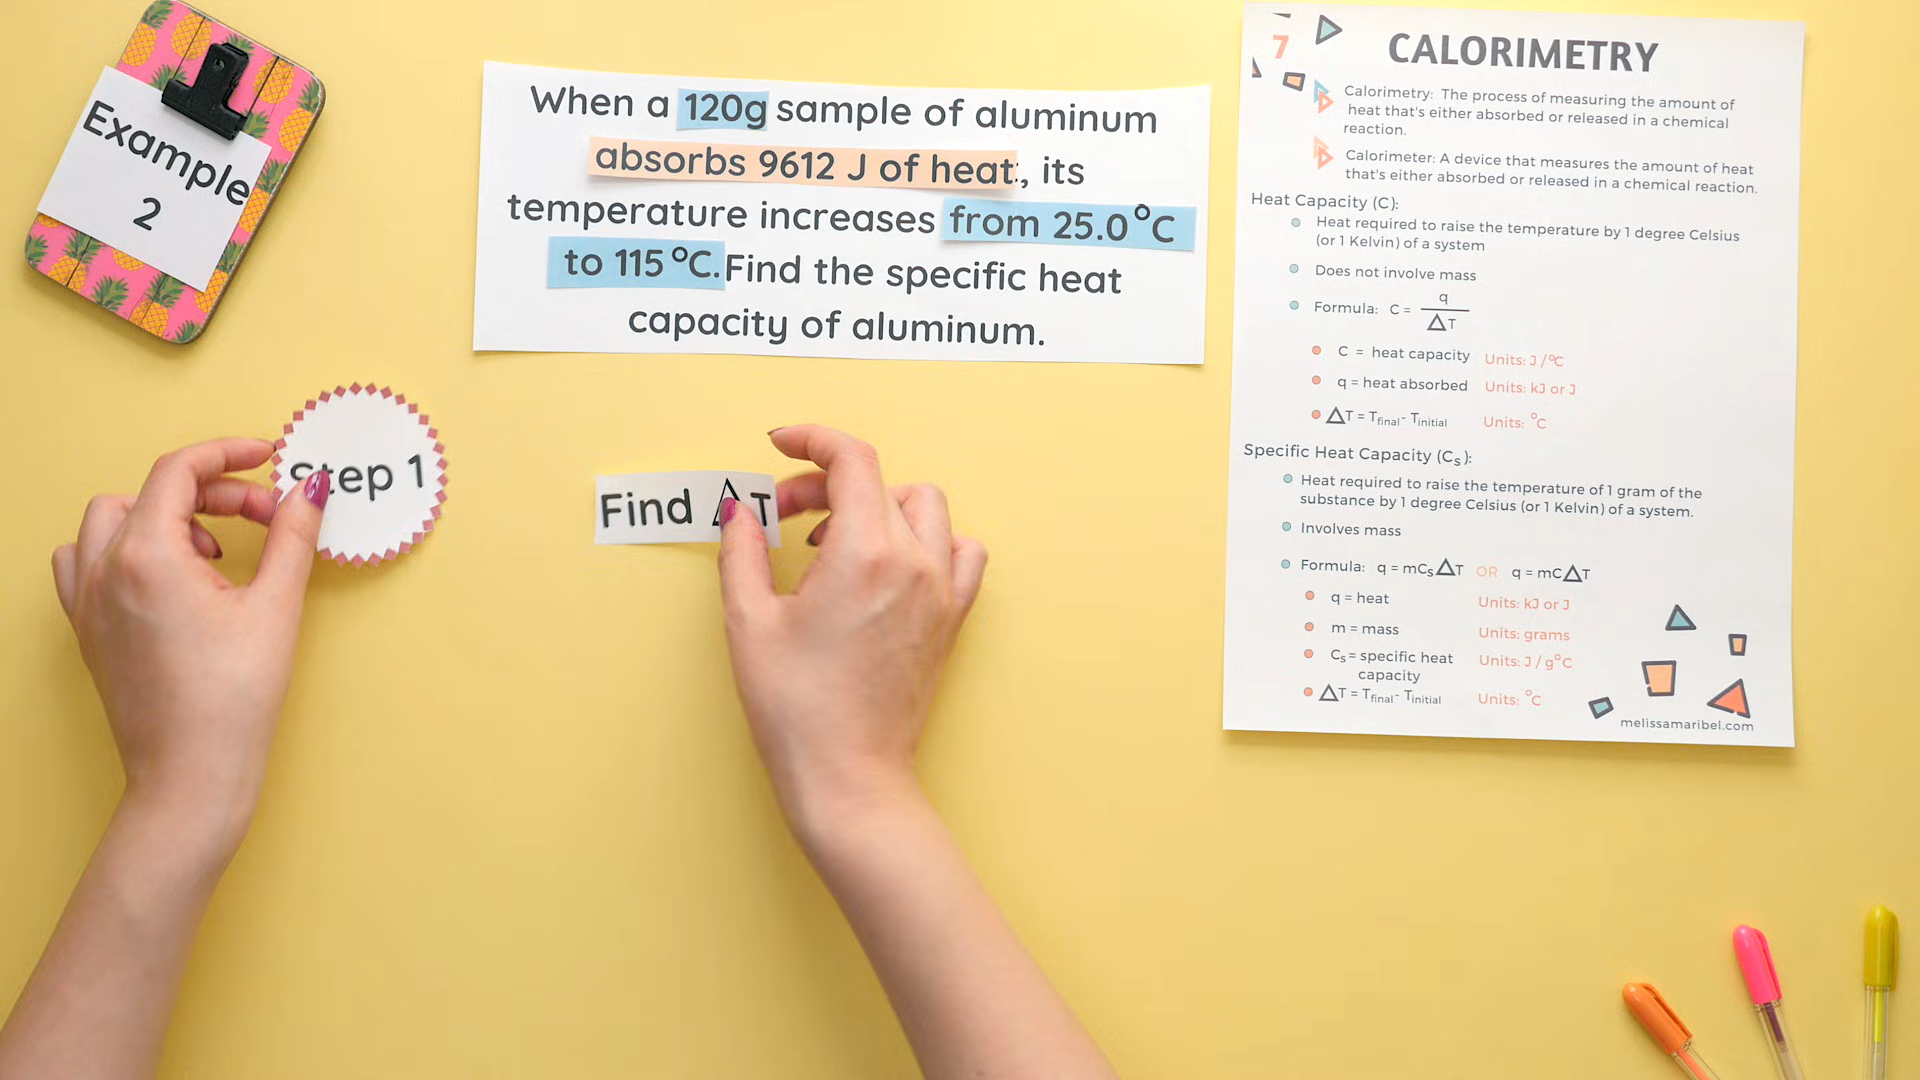 Example
2
When a 120g sample of aluminum
absorbs 9612 J of heat, its
temperature increases from 25.0°C
to 115°C. Find the specific heat
capacity of aluminum.
Step 1
Find ΔT
7
CALORIMETRY
Calorimetry: The process of measuring the amount of
heat that's either absorbed or released in a chemical
reaction.
Calorimeter: A device that measures the amount of heat
that's either absorbed or released in a chemical reaction.
Heat Capacity (C):
Heat required to raise the temperature by 1 degree Celsius
(or 1 Kelvin) of a system
Does not involve mass
Formula: C = q / ΔT
C = heat capacity Units: J/°C
q = heat absorbed Units: kJ or J
ΔT = Tfinal - Tinitial Units: °C
Specific Heat Capacity (Cs):
Heat required to raise the temperature of 1 gram of the
substance by 1 degree Celsius (or 1 Kelvin) of a system.
Involves mass
Formula: q = mCsΔT OR q = mCΔT
q = heat Units: kJ or J
m = mass Units: grams
Cs = specific heat Units: J/g°C
capacity
ΔT = Tfinal - Tinitial Units: °C
melissamaribel.com